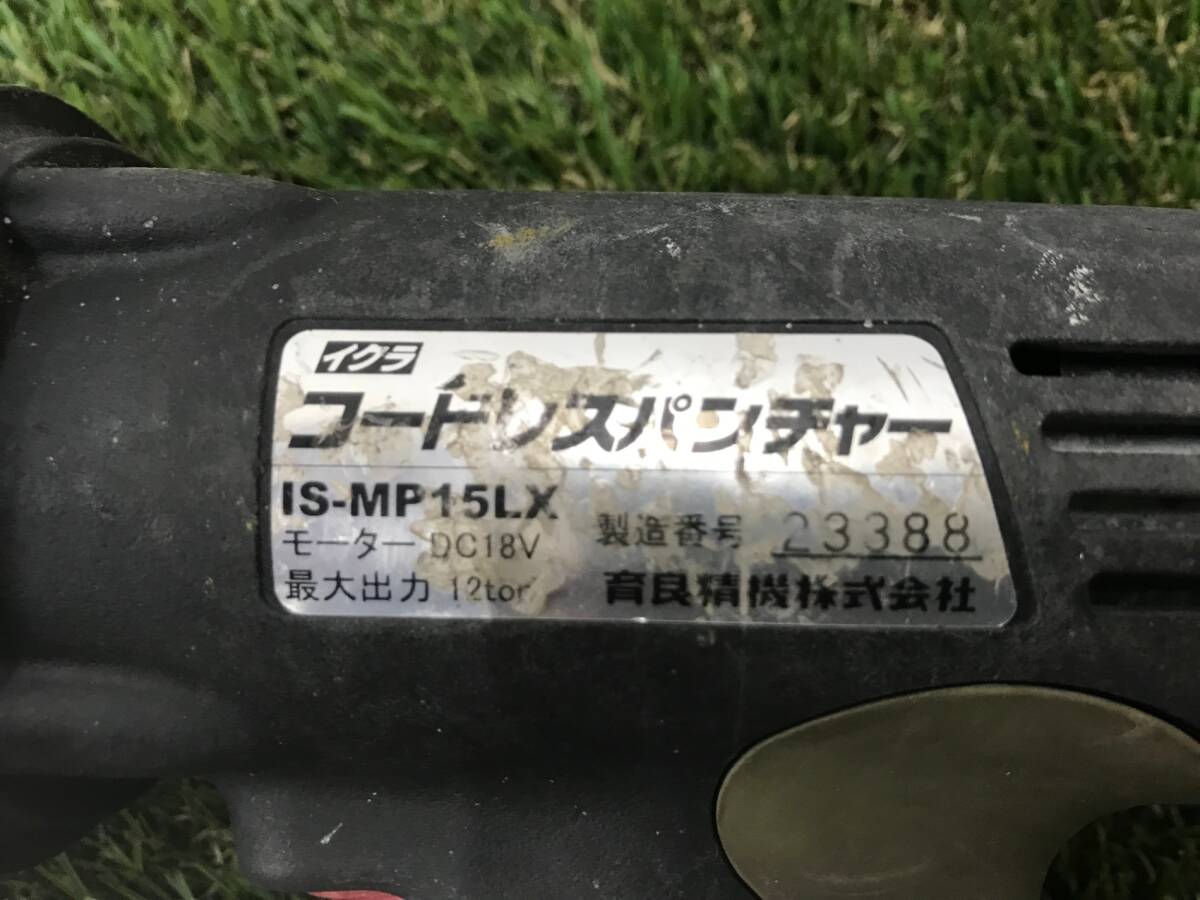 イグラ
コードレスパンチャー
IS-MP15LX
モーター DC18V
製造番号 23388
最大出力 12ton
育良精機株式会社